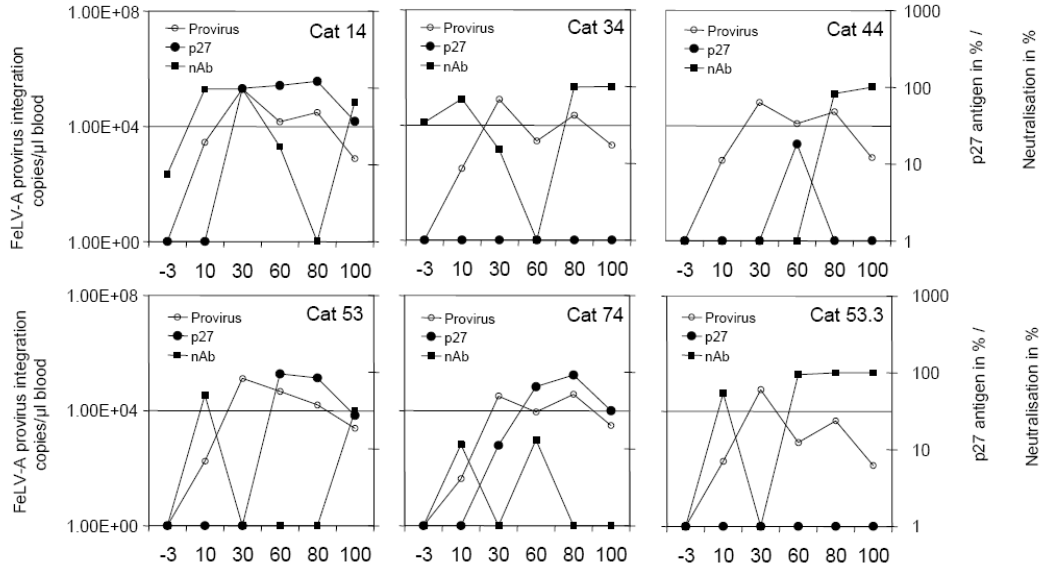 1.00E+08
1.00E+04
1.00E+00
FeLV-A provirus integration
copies/µl blood
Provirus
p27
nAb
Cat 14
-3 10 30 60 80 100
Provirus
p27
nAb
Cat 34
-3 10 30 60 80 100
Provirus
p27
nAb
Cat 44
-3 10 30 60 80 100
1000
100
10
1
p27 antigen in % /
Neutralisation in %
1.00E+08
1.00E+04
1.00E+00
FeLV-A provirus integration
copies/µl blood
Provirus
p27
nAb
Cat 53
-3 10 30 60 80 100
Provirus
p27
nAb
Cat 74
-3 10 30 60 80 100
Provirus
p27
nAb
Cat 53.3
-3 10 30 60 80 100
1000
100
10
1
p27 antigen in % /
Neutralisation in %